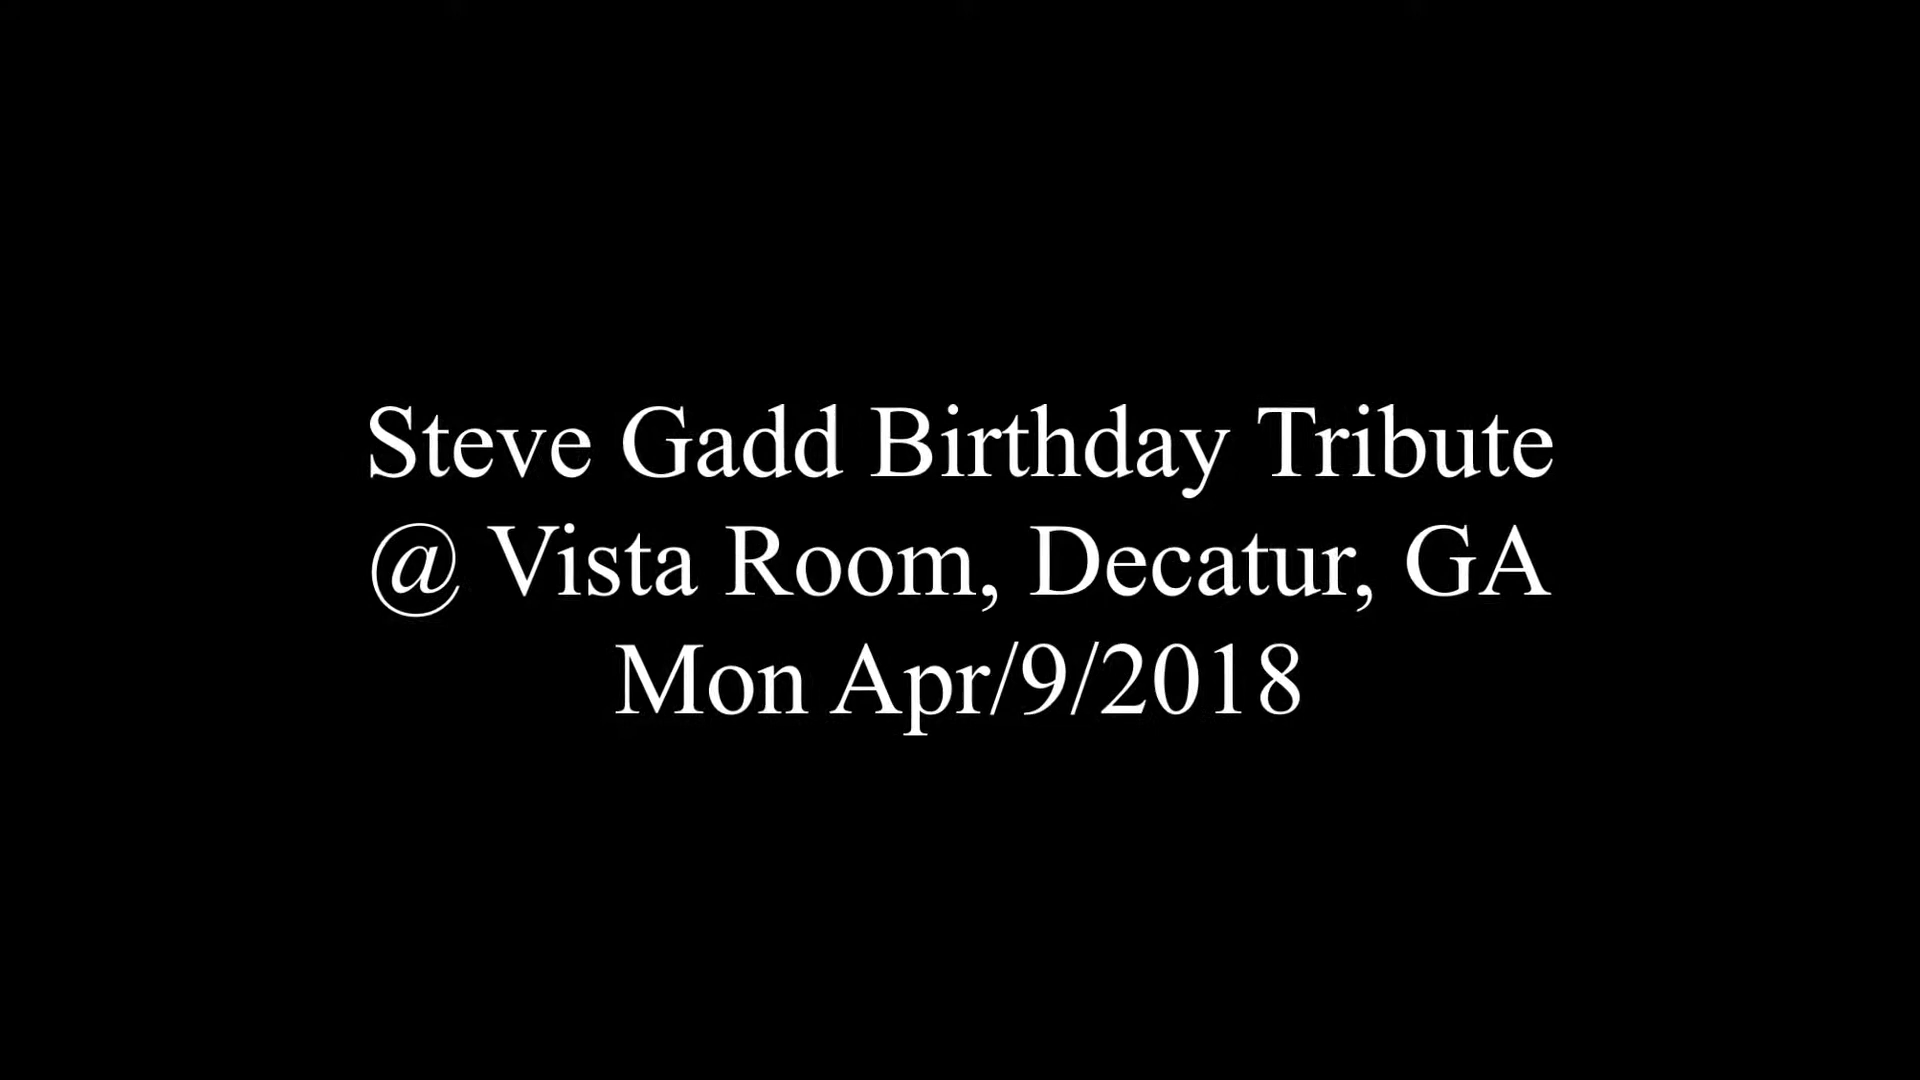 Steve Gadd Birthday Tribute
@ Vista Room, Decatur, GA
Mon Apr/9/2018